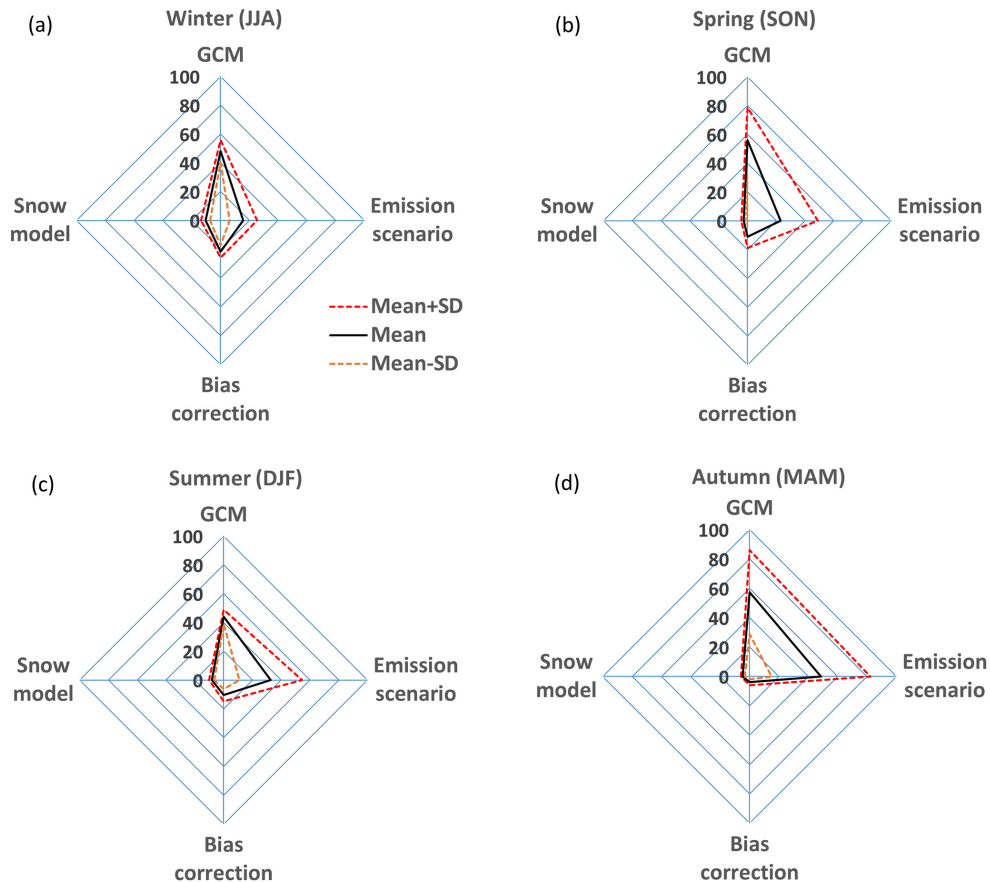 (a)
Winter (JJA)
GCM
100
80
60
40
20
0
Snow
model
Emission
scenario
Bias
correction
Mean+SD
Mean
Mean-SD
(b)
Spring (SON)
GCM
100
80
60
40
20
0
Snow
model
Emission
scenario
Bias
correction
(c)
Summer (DJF)
GCM
100
80
60
40
20
0
Snow
model
Emission
scenario
Bias
correction
(d)
Autumn (MAM)
GCM
100
80
60
40
20
0
Snow
model
Emission
scenario
Bias
correction